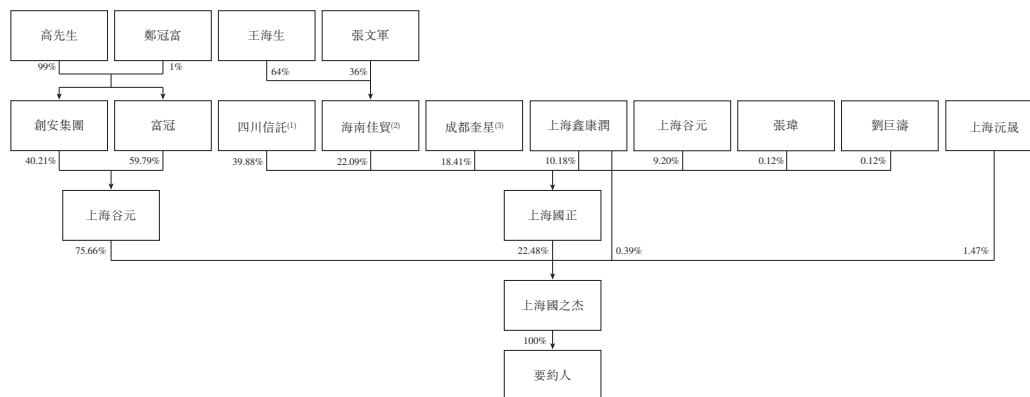 高先生
鄭冠富
王海生
張文軍
99%
1%
64%
36%
創安集團
富冠
四川信託(1)
海南佳貿(2)
成都奎星(3)
上海鑫康潤
上海谷元
張瑋
劉巨濤
上海沅晟
40.21%
59.79%
39.88%
22.09%
18.41%
10.18%
9.20%
0.12%
0.12%
上海谷元
上海國正
75.66%
22.48%
0.39%
1.47%
上海國之杰
100%
要約人